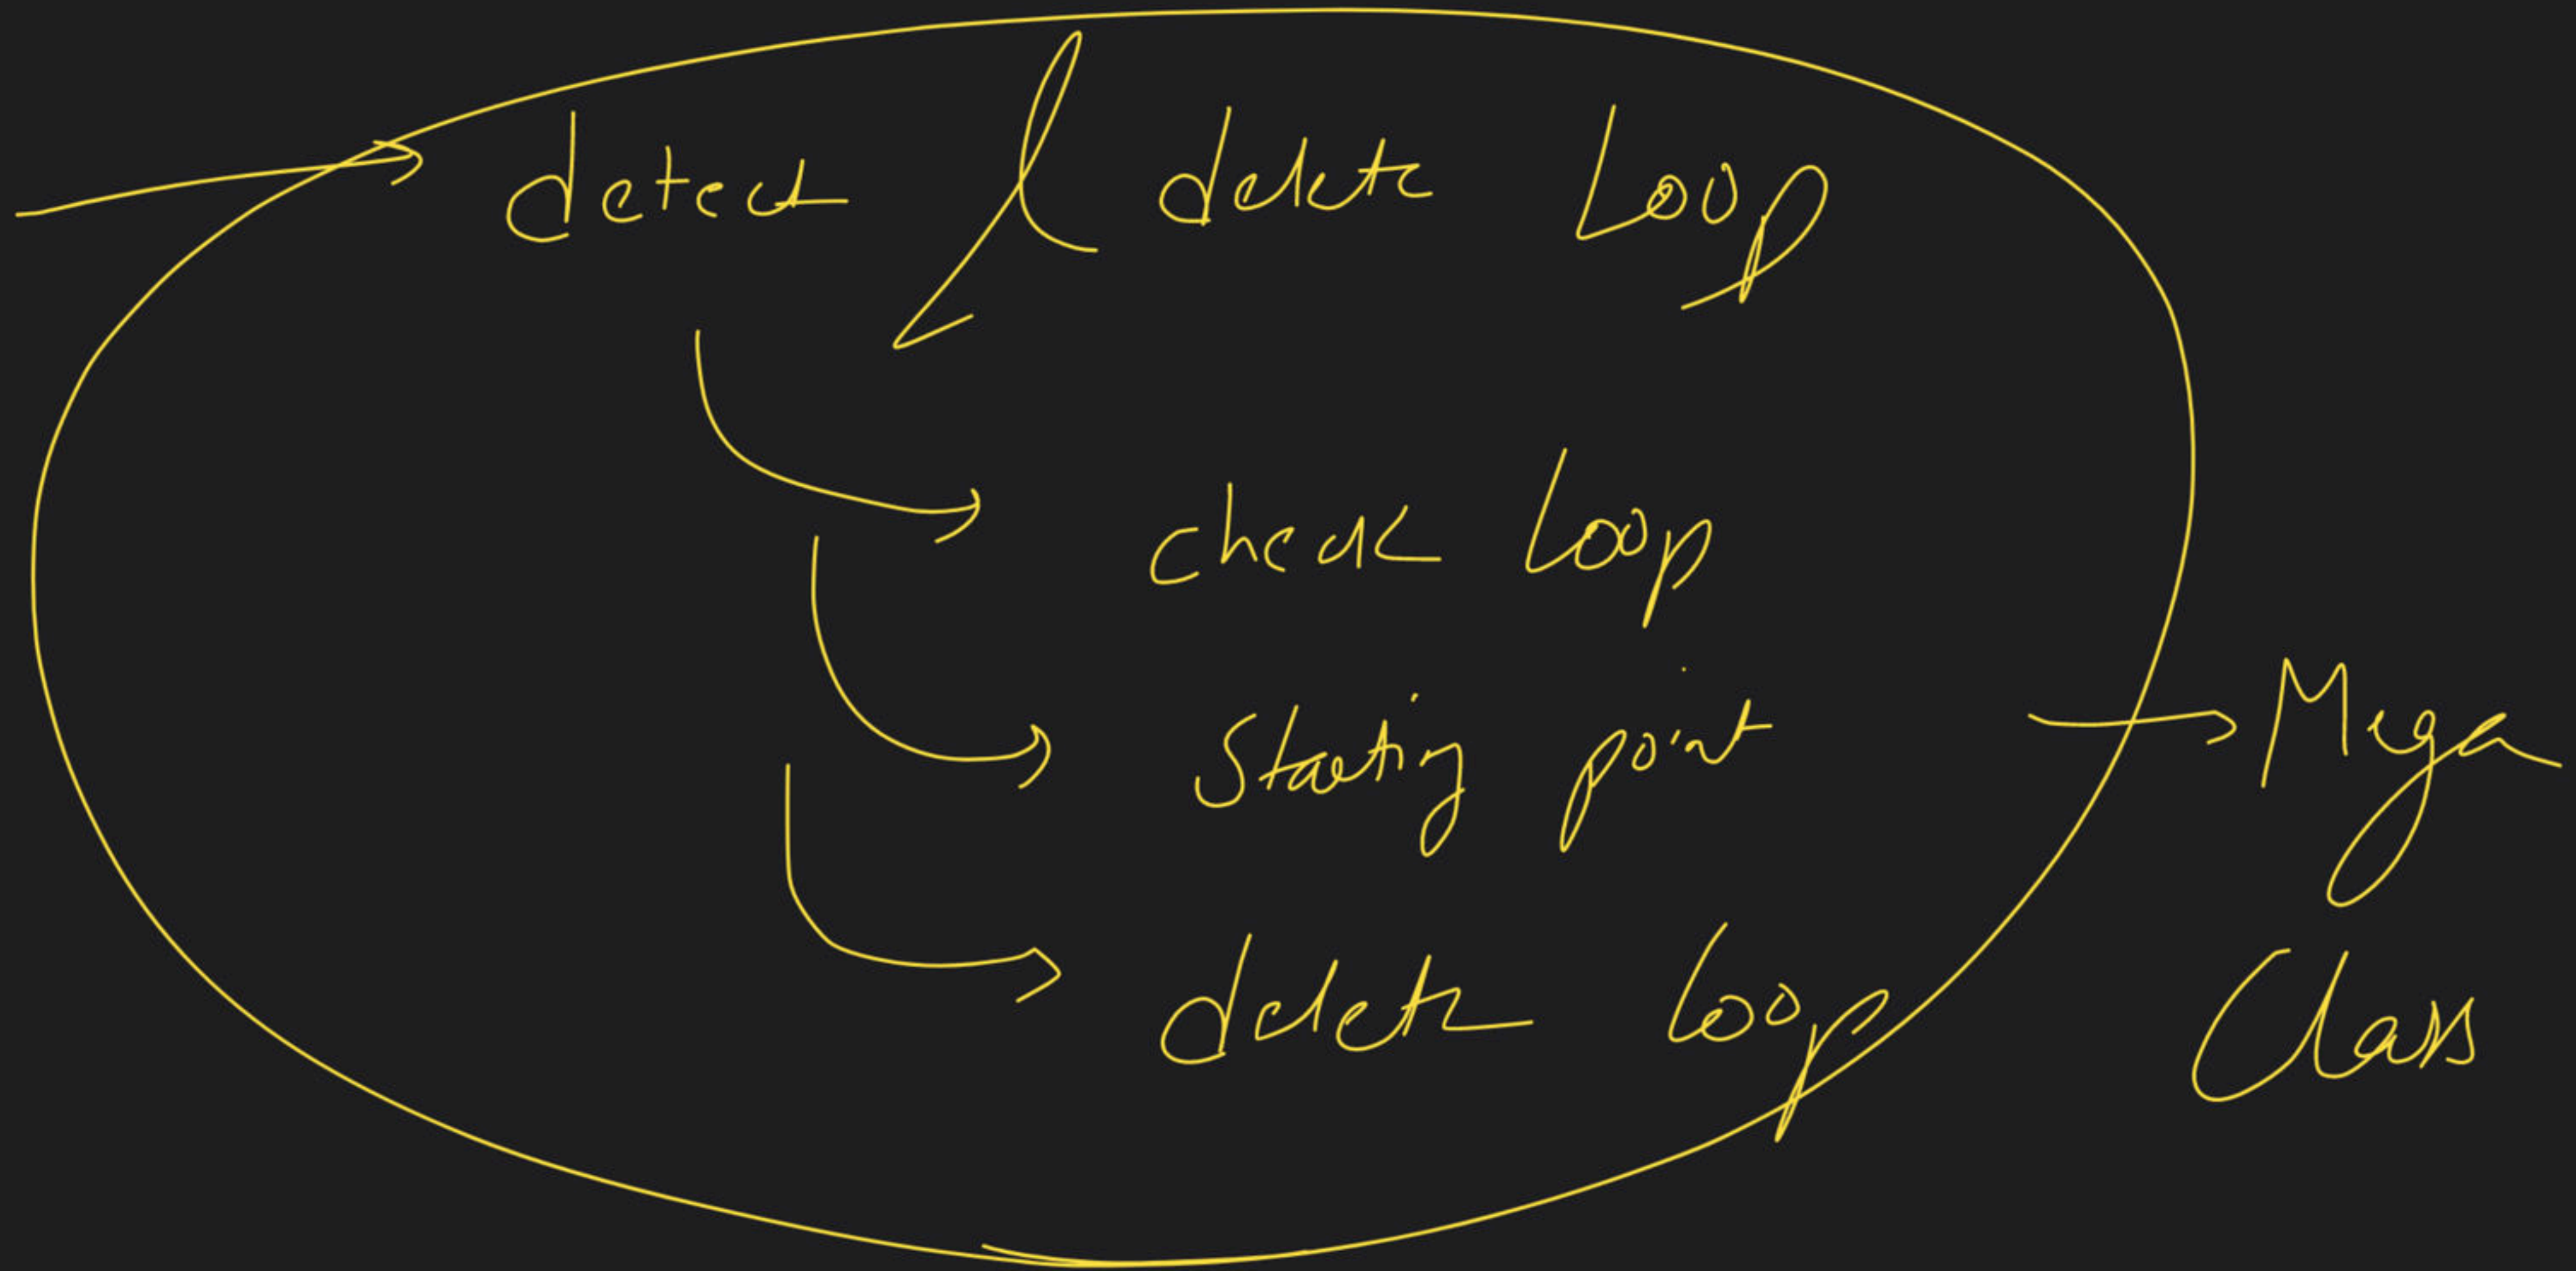 → detect & delete Loop
→ check Loop
→ Starting point
→ delete loop
→ Mega
Class